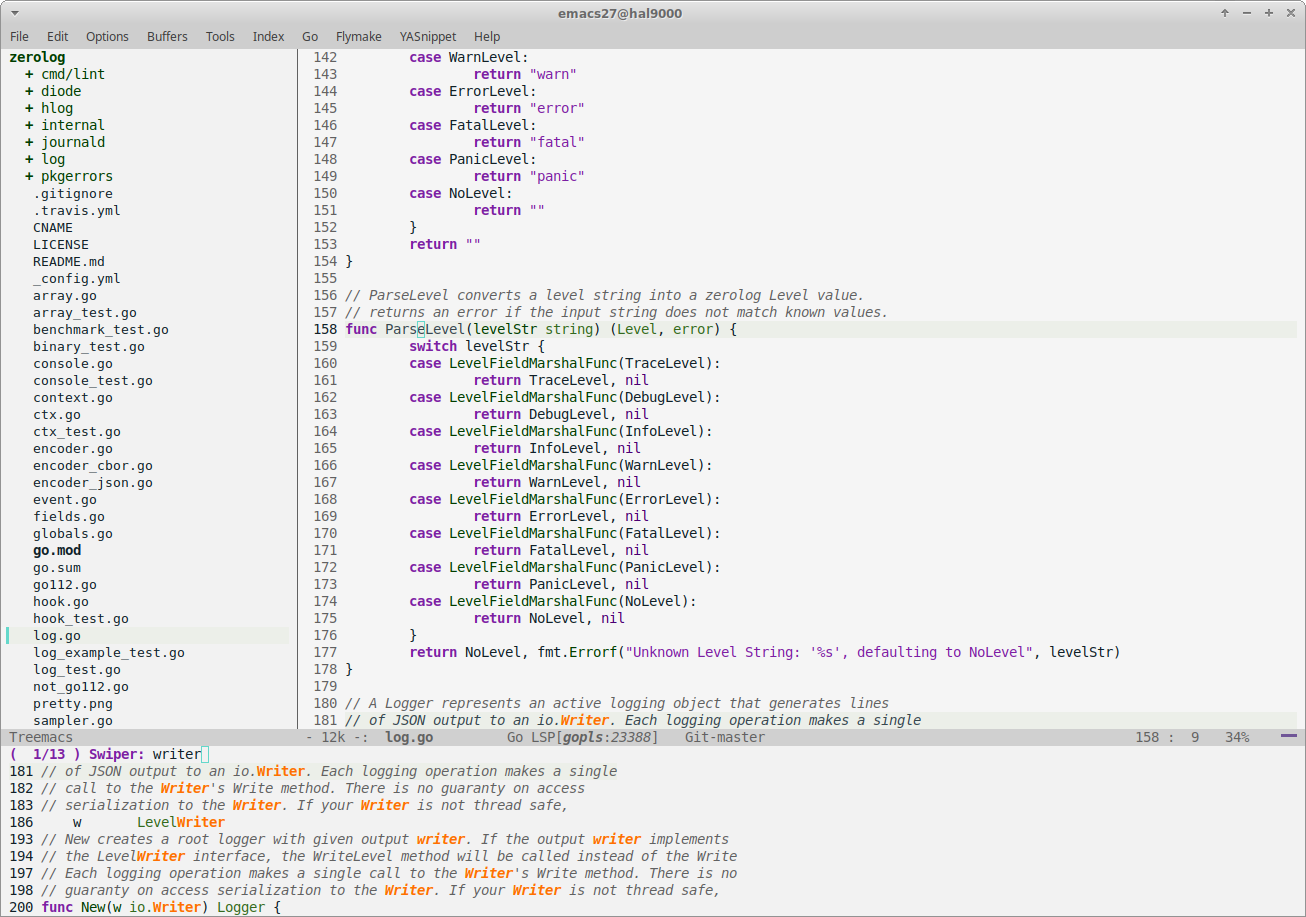 emacs27@hal9000
File Edit Options Buffers Tools Index Go Flymake YASnippet Help
zerolog
+ cmd/lint
+ diode
+ hlog
+ internal
+ journald
+ log
+ pkgerrors
.gitignore
.travis.yml
CNAME
LICENSE
README.md
_config.yml
array.go
array_test.go
benchmark_test.go
binary_test.go
console.go
console_test.go
context.go
ctx.go
ctx_test.go
encoder.go
encoder_cbor.go
encoder_json.go
event.go
fields.go
globals.go
go.mod
go.sum
go112.go
hook.go
hook_test.go
log.go
log_example_test.go
log_test.go
not_go112.go
pretty.png
sampler.go
142         case WarnLevel:
143                 return "warn"
144         case ErrorLevel:
145                 return "error"
146         case FatalLevel:
147                 return "fatal"
148         case PanicLevel:
149                 return "panic"
150         case NoLevel:
151                 return ""
152         }
153         return ""
154 }
155
156 // ParseLevel converts a level string into a zerolog Level value.
157 // returns an error if the input string does not match known values.
158 func ParseLevel(levelStr string) (Level, error) {
159         switch levelStr {
160         case LevelFieldMarshalFunc(TraceLevel):
161                 return TraceLevel, nil
162         case LevelFieldMarshalFunc(DebugLevel):
163                 return DebugLevel, nil
164         case LevelFieldMarshalFunc(InfoLevel):
165                 return InfoLevel, nil
166         case LevelFieldMarshalFunc(WarnLevel):
167                 return WarnLevel, nil
168         case LevelFieldMarshalFunc(ErrorLevel):
169                 return ErrorLevel, nil
170         case LevelFieldMarshalFunc(FatalLevel):
171                 return FatalLevel, nil
172         case LevelFieldMarshalFunc(PanicLevel):
173                 return PanicLevel, nil
174         case LevelFieldMarshalFunc(NoLevel):
175                 return NoLevel, nil
176         }
177         return NoLevel, fmt.Errorf("Unknown Level String: '%s', defaulting to NoLevel", levelStr)
178 }
179
180 // A Logger represents an active logging object that generates lines
181 // of JSON output to an io.Writer. Each logging operation makes a single
Treemacs - 12k -: log.go Go LSP[gopls:23388] Git-master 158 : 9 34%
( 1/13 ) Swiper: writer
181 // of JSON output to an io.Writer. Each logging operation makes a single
182 // call to the Writer's Write method. There is no guaranty on access
183 // serialization to the Writer. If your Writer is not thread safe,
186     w       LevelWriter
193 // New creates a root logger with given output writer. If the output writer implements
194 // the LevelWriter interface, the WriteLevel method will be called instead of the Write
197 // Each logging operation makes a single call to the Writer's Write method. There is no
198 // guaranty on access serialization to the Writer. If your Writer is not thread safe,
200 func New(w io.Writer) Logger {